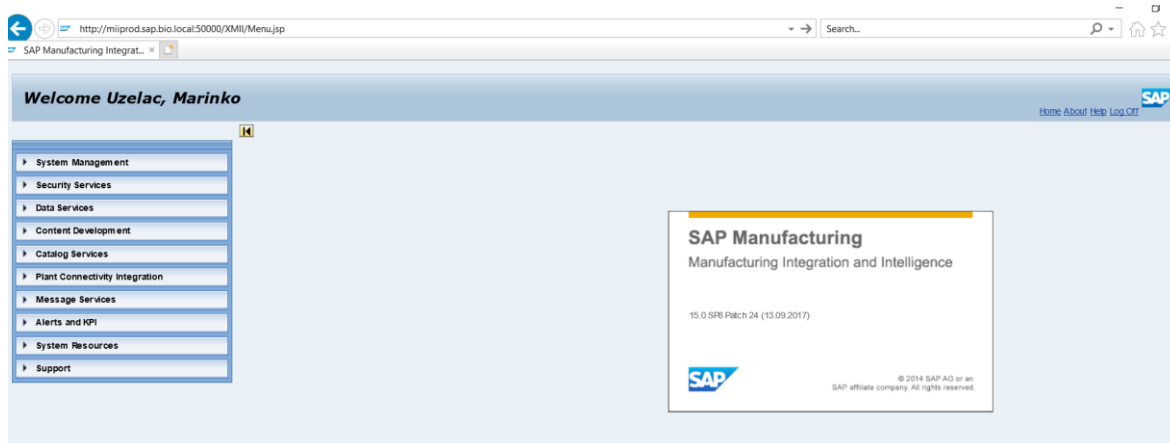 http://miiprod.sap.bio.local:50000/XMII/Menu.jsp
Search...
SAP Manufacturing Integrat...
Welcome Uzelac, Marinko
SAP
Home About Help Log Off
System Management
Security Services
Data Services
Content Development
Catalog Services
Plant Connectivity Integration
Message Services
Alerts and KPI
System Resources
Support
SAP Manufacturing
Manufacturing Integration and Intelligence
15.0 SP8 Patch 24 (13.09.2017)
SAP
© 2014 SAP AG or an
SAP affiliate company. All rights reserved.